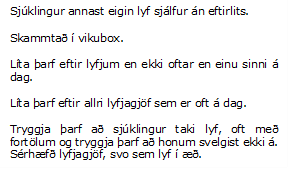 Sjúklingur annast eigin lyf sjálfur án eftirlits.
Skammtað í vikubox.
Líta þarf eftir lyfjum en ekki oftar en einu sinni á
dag.
Líta þarf eftir allri lyfjagjöf sem er oft á dag.
Tryggja þarf að sjúklingur taki lyf, oft með
fortölum og tryggja þarf að honum svelgist ekki á.
Sérhæfð lyfjagjöf, svo sem lyf í æð.